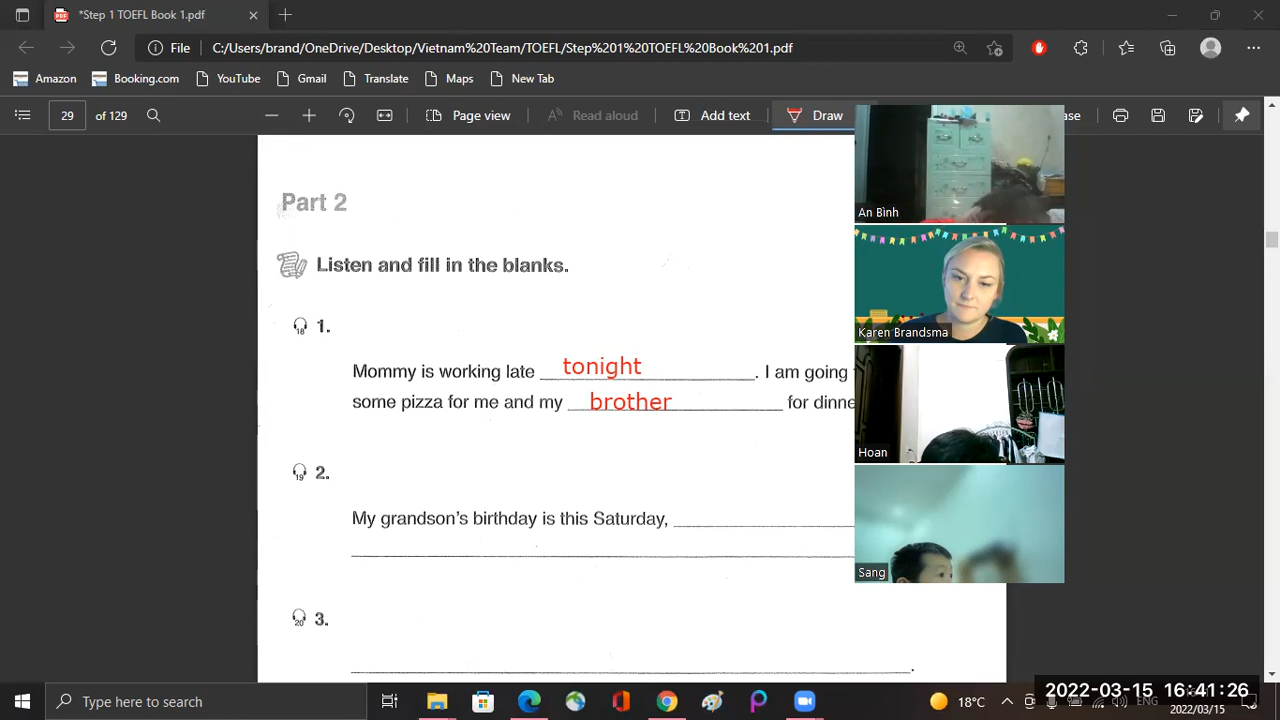 *Step 1 TOEFL Book 1.pdf
File C:/Users/brand/OneDrive/Desktop/Vietnam%20Team/TOEFL/Step%201%20TOEFL%20Book%201.pdf
Amazon Booking.com YouTube Gmail Translate Maps New Tab
29 of 129 Page view Read aloud Add text Draw ase
Part 2
An Bình
Listen and fill in the blanks.
18 1.
Karen Brandsma
Mommy is working late tonight. I am going
some pizza for me and my brother for dinne
Hoan
19 2.
My grandson's birthday is this Saturday,
Sang
20 3.
.
Type here to search 18°C ENG 2022-03-15 16:41:26
2022/03/15